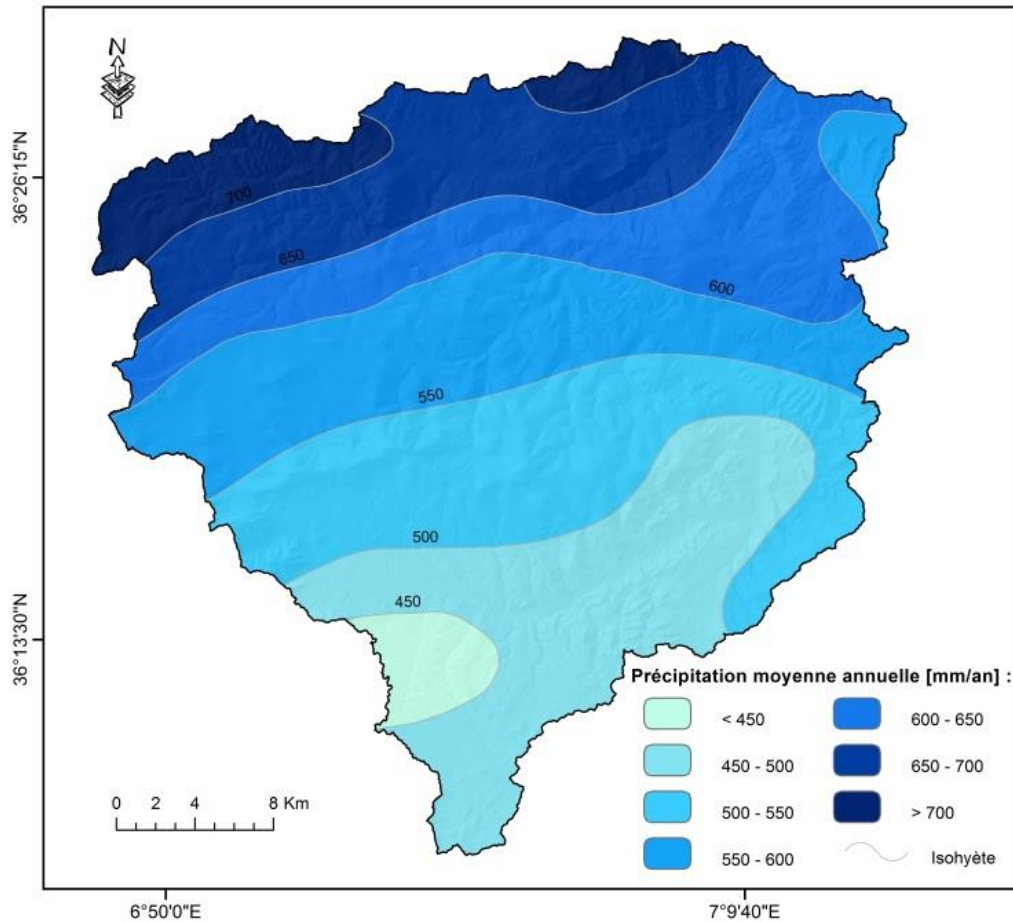 N
36°26'15"N
36°13'30"N
700
650
600
550
500
450
Précipitation moyenne annuelle [mm/an] :
< 450
450 - 500
500 - 550
550 - 600
600 - 650
650 - 700
> 700
Isohyète
0 2 4 8 Km
6°50'0"E 7°9'40"E